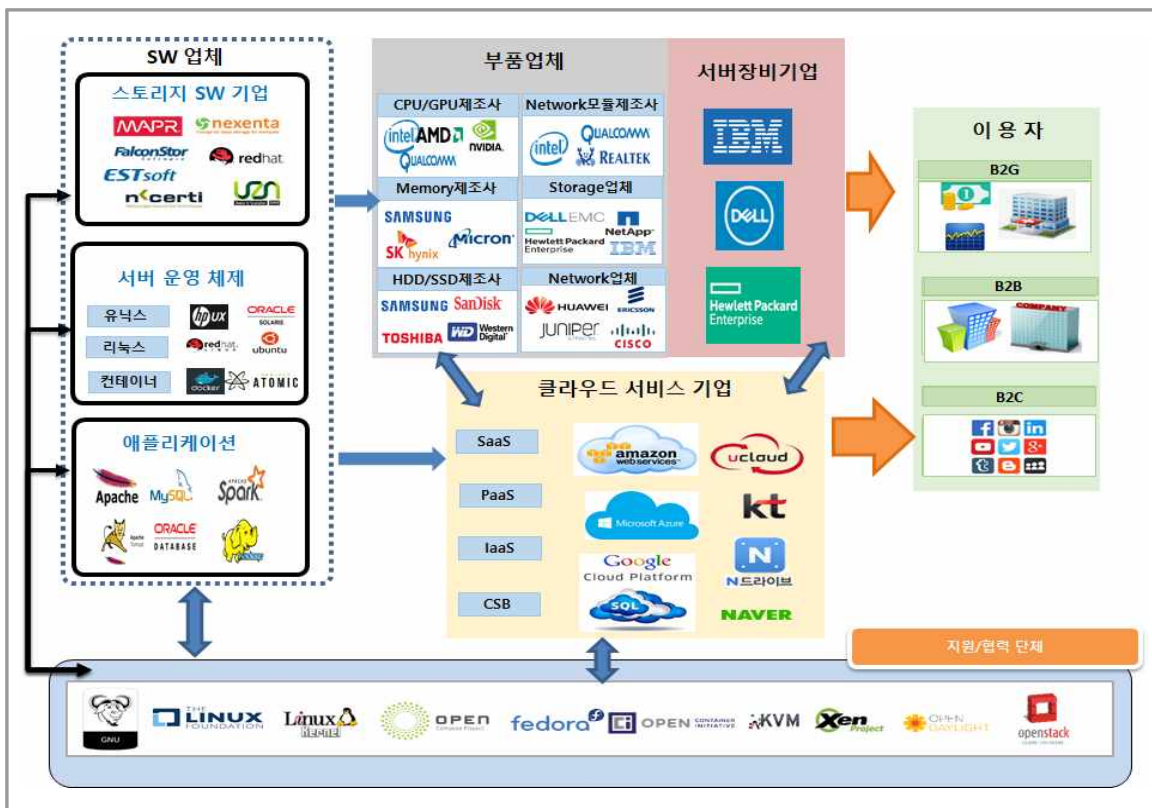 SW 업체
스토리지 SW 기업
MAPR
nexenta
FalconStor
Software
redhat
ESTsoft
n<certi
서버 운영 체제
유닉스
hp ux
ORACLE
SOLARIS
리눅스
redhat
ubuntu
컨테이너
docker
ATOMIC
애플리케이션
Apache
MySQL
APACHE
Spark
Apache
Tomcat
ORACLE
DATABASE
hadoop
부품업체
CPU/GPU제조사
intel
AMD
NVIDIA
QUALCOMM
Network모듈제조사
intel
QUALCOMM
REALTEK
Memory제조사
SAMSUNG
SK hynix
Micron
Storage업체
DELL EMC
NetApp
Hewlett Packard
Enterprise
IBM
HDD/SSD제조사
SAMSUNG
SanDisk
TOSHIBA
WD Western
Digital
Network업체
HUAWEI
ERICSSON
JUNIPER
CISCO
서버장비기업
IBM
DELL
Hewlett Packard
Enterprise
클라우드 서비스 기업
SaaS
PaaS
IaaS
CSB
amazon
web services
ucloud
Microsoft Azure
kt
Google
Cloud Platform
N
N드라이브
SQL
NAVER
이 용 자
B2G
B2B
COMPANY
B2C
지원/협력 단체
GNU
THE
LINUX
FOUNDATION
Linux
Kernel
OPEN
Compute Project
fedora
OPEN CONTAINER
INITIATIVE
KVM
Xen
Project
OPEN
DAYLIGHT
openstack